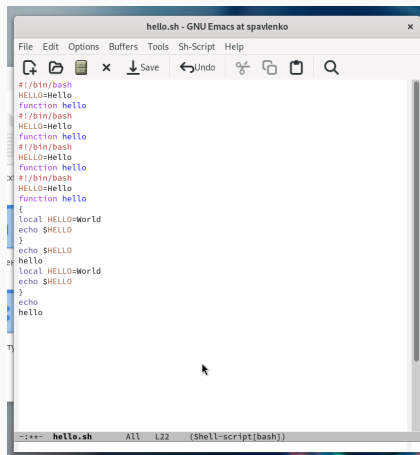 hello.sh - GNU Emacs at spavlenko ×
File Edit Options Buffers Tools Sh-Script Help
Save Undo
#!/bin/bash
HELLO=Hello
function hello
#!/bin/bash
HELLO=Hello
function hello
#!/bin/bash
HELLO=Hello
function hello
#!/bin/bash
HELLO=Hello
function hello
{
local HELLO=World
echo $HELLO
}
echo $HELLO
hello
local HELLO=World
echo $HELLO
}
echo
hello
-:**- hello.sh All L22 (Shell-script[bash])